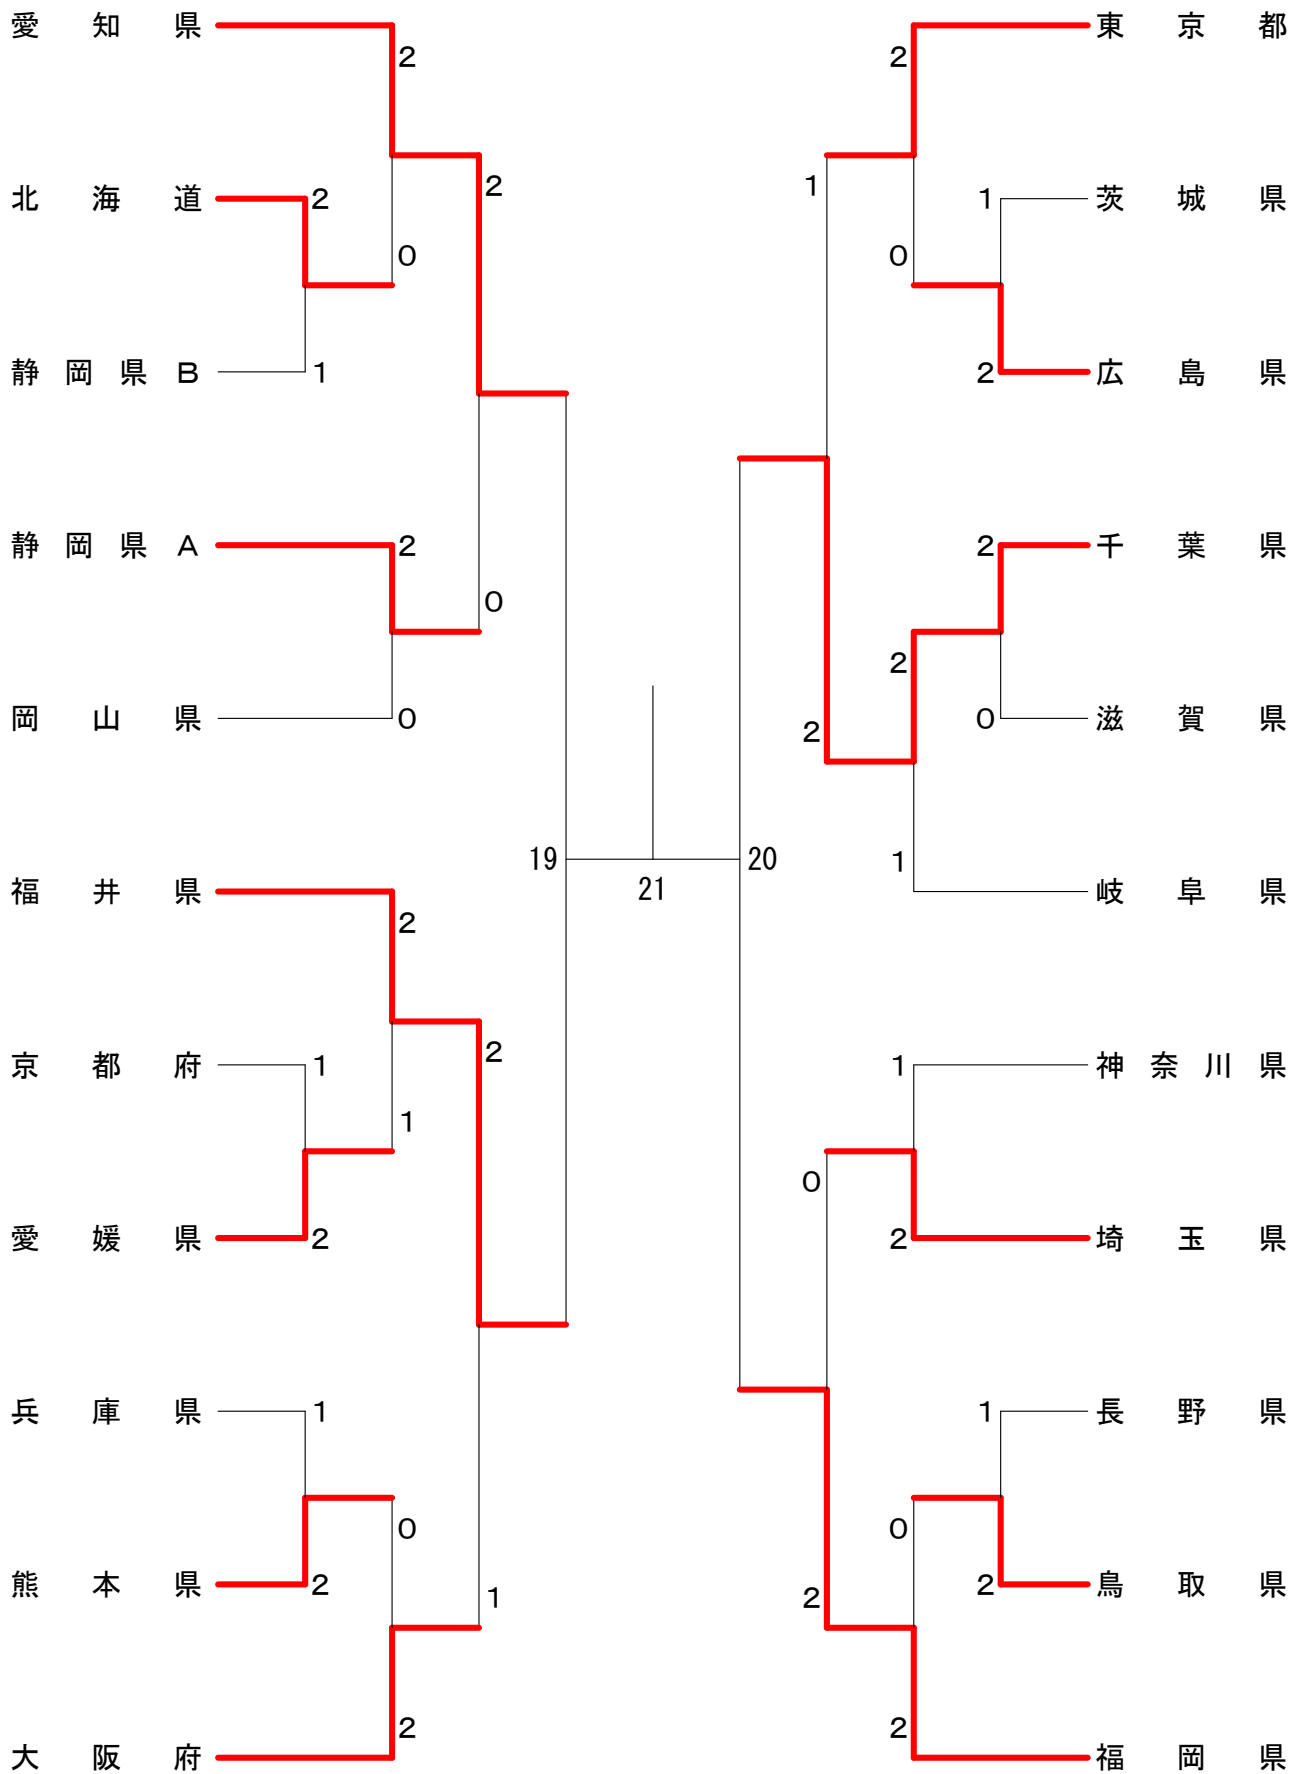 愛知県
2
2
北海道
2
0
静岡県B
1
静岡県A
2
0
岡山県
0
福井県
2
2
京都府
1
1
愛媛県
2
兵庫県
1
0
熊本県
2
1
大阪府
2
19
21
20
東京都
2
1
茨城県
1
0
広島県
2
千葉県
2
2
滋賀県
0
2
岐阜県
1
神奈川県
1
0
埼玉県
2
長野県
1
0
鳥取県
2
2
福岡県
2